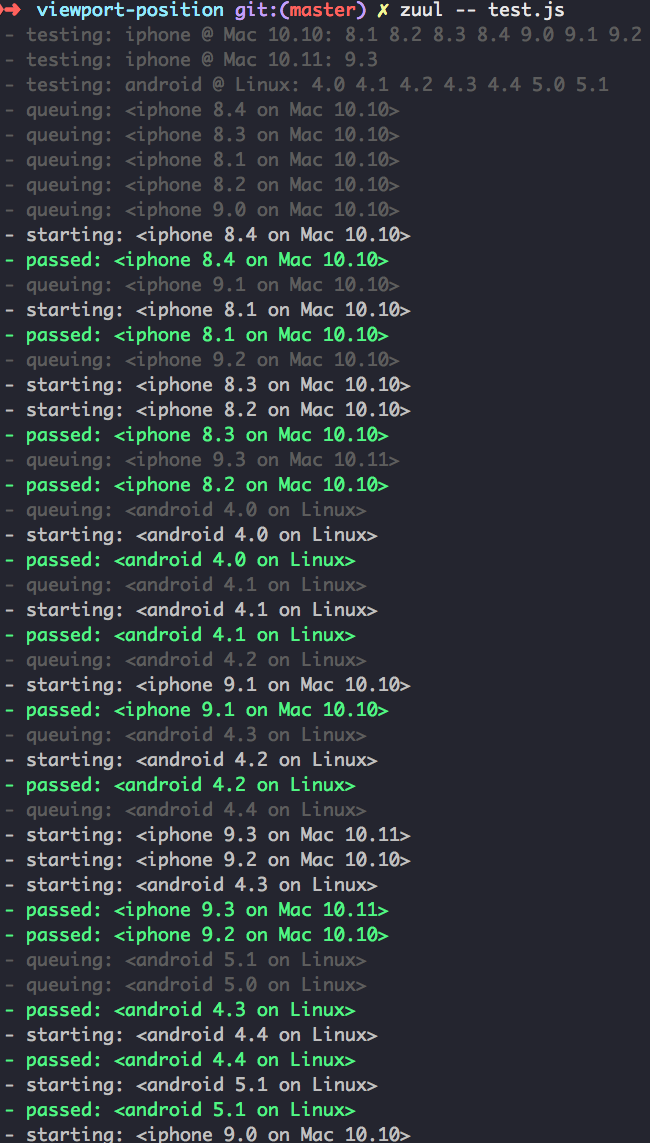 ➜ viewport-position git:(master) ✗ zuul -- test.js
- testing: iphone @ Mac 10.10: 8.1 8.2 8.3 8.4 9.0 9.1 9.2
- testing: iphone @ Mac 10.11: 9.3
- testing: android @ Linux: 4.0 4.1 4.2 4.3 4.4 5.0 5.1
- queuing: <iphone 8.4 on Mac 10.10>
- queuing: <iphone 8.3 on Mac 10.10>
- queuing: <iphone 8.1 on Mac 10.10>
- queuing: <iphone 8.2 on Mac 10.10>
- queuing: <iphone 9.0 on Mac 10.10>
- starting: <iphone 8.4 on Mac 10.10>
- passed: <iphone 8.4 on Mac 10.10>
- queuing: <iphone 9.1 on Mac 10.10>
- starting: <iphone 8.1 on Mac 10.10>
- passed: <iphone 8.1 on Mac 10.10>
- queuing: <iphone 9.2 on Mac 10.10>
- starting: <iphone 8.3 on Mac 10.10>
- starting: <iphone 8.2 on Mac 10.10>
- passed: <iphone 8.3 on Mac 10.10>
- queuing: <iphone 9.3 on Mac 10.11>
- passed: <iphone 8.2 on Mac 10.10>
- queuing: <android 4.0 on Linux>
- starting: <android 4.0 on Linux>
- passed: <android 4.0 on Linux>
- queuing: <android 4.1 on Linux>
- starting: <android 4.1 on Linux>
- passed: <android 4.1 on Linux>
- queuing: <android 4.2 on Linux>
- starting: <iphone 9.1 on Mac 10.10>
- passed: <iphone 9.1 on Mac 10.10>
- queuing: <android 4.3 on Linux>
- starting: <android 4.2 on Linux>
- passed: <android 4.2 on Linux>
- queuing: <android 4.4 on Linux>
- starting: <iphone 9.3 on Mac 10.11>
- starting: <iphone 9.2 on Mac 10.10>
- starting: <android 4.3 on Linux>
- passed: <iphone 9.3 on Mac 10.11>
- passed: <iphone 9.2 on Mac 10.10>
- queuing: <android 5.1 on Linux>
- queuing: <android 5.0 on Linux>
- passed: <android 4.3 on Linux>
- starting: <android 4.4 on Linux>
- passed: <android 4.4 on Linux>
- starting: <android 5.1 on Linux>
- passed: <android 5.1 on Linux>
- starting: <iphone 9.0 on Mac 10.10>